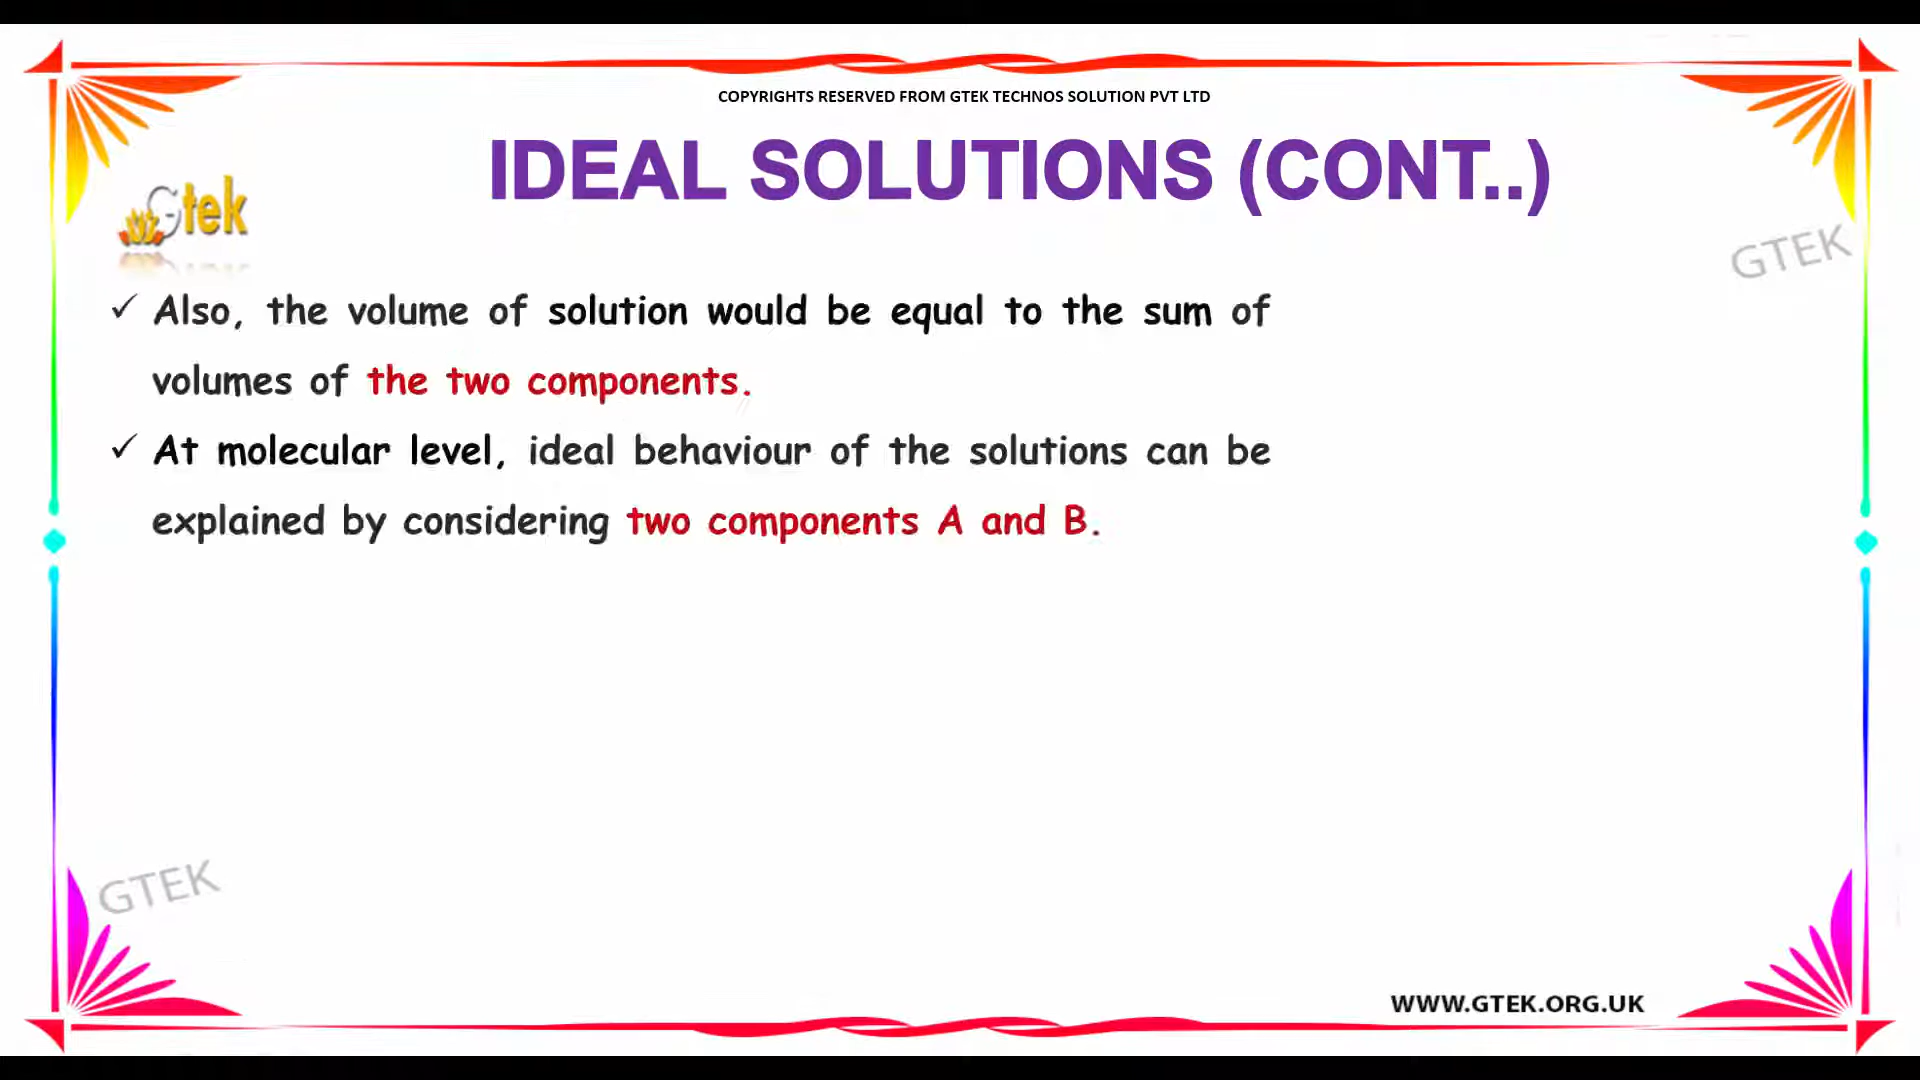 COPYRIGHTS RESERVED FROM GTEK TECHNOS SOLUTION PVT LTD
IDEAL SOLUTIONS (CONT..)
Gtek
GTEK
✓ Also, the volume of solution would be equal to the sum of
volumes of the two components.
✓ At molecular level, ideal behaviour of the solutions can be
explained by considering two components A and B.
GTEK
WWW.GTEK.ORG.UK